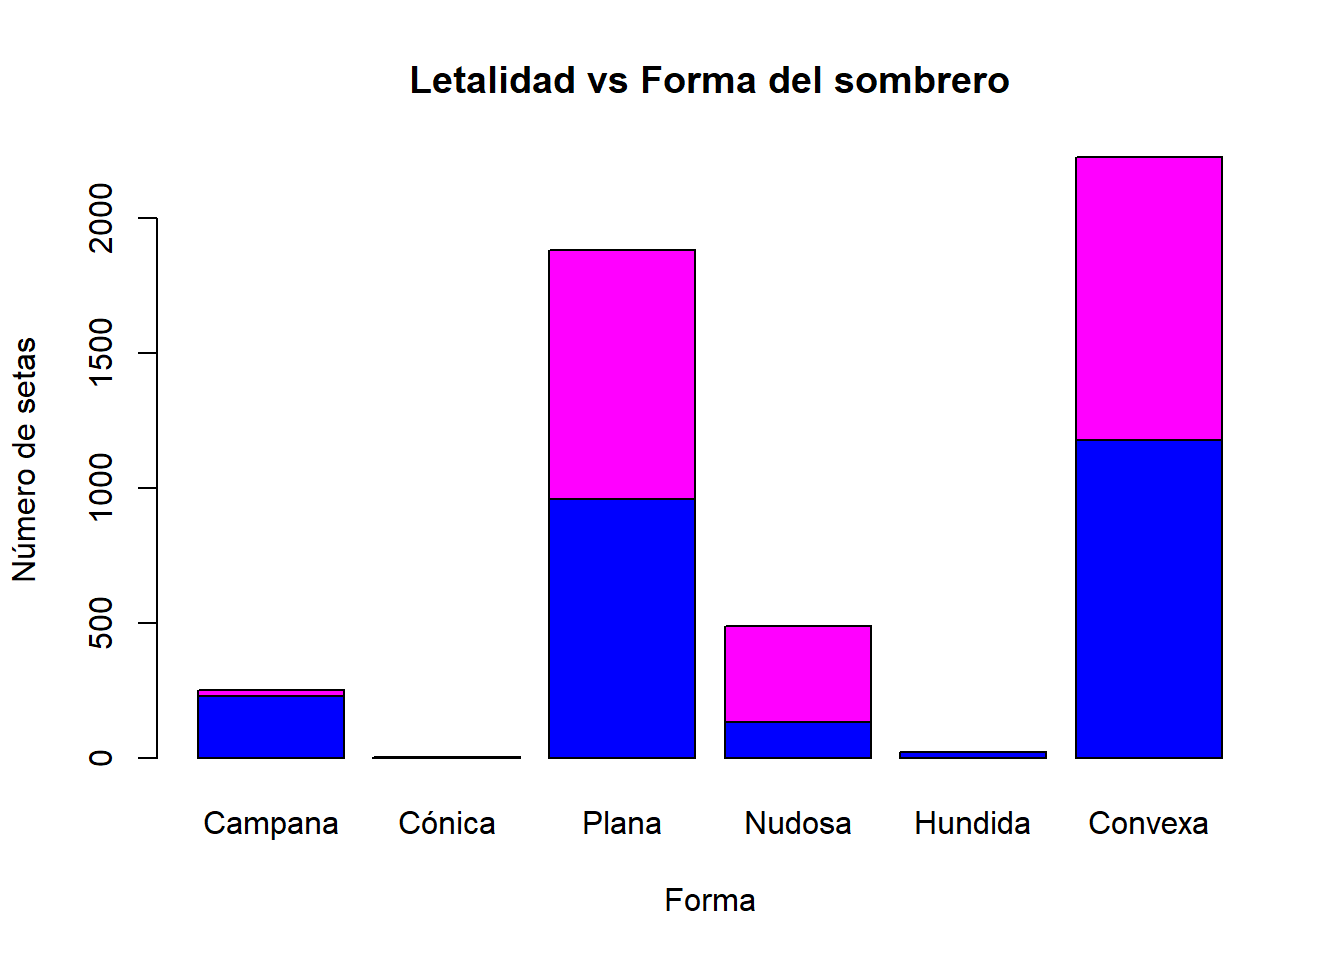 Letalidad vs Forma del sombrero
Número de setas
2000
1500
1000
500
0
Campana Cónica Plana Nudosa Hundida Convexa
Forma